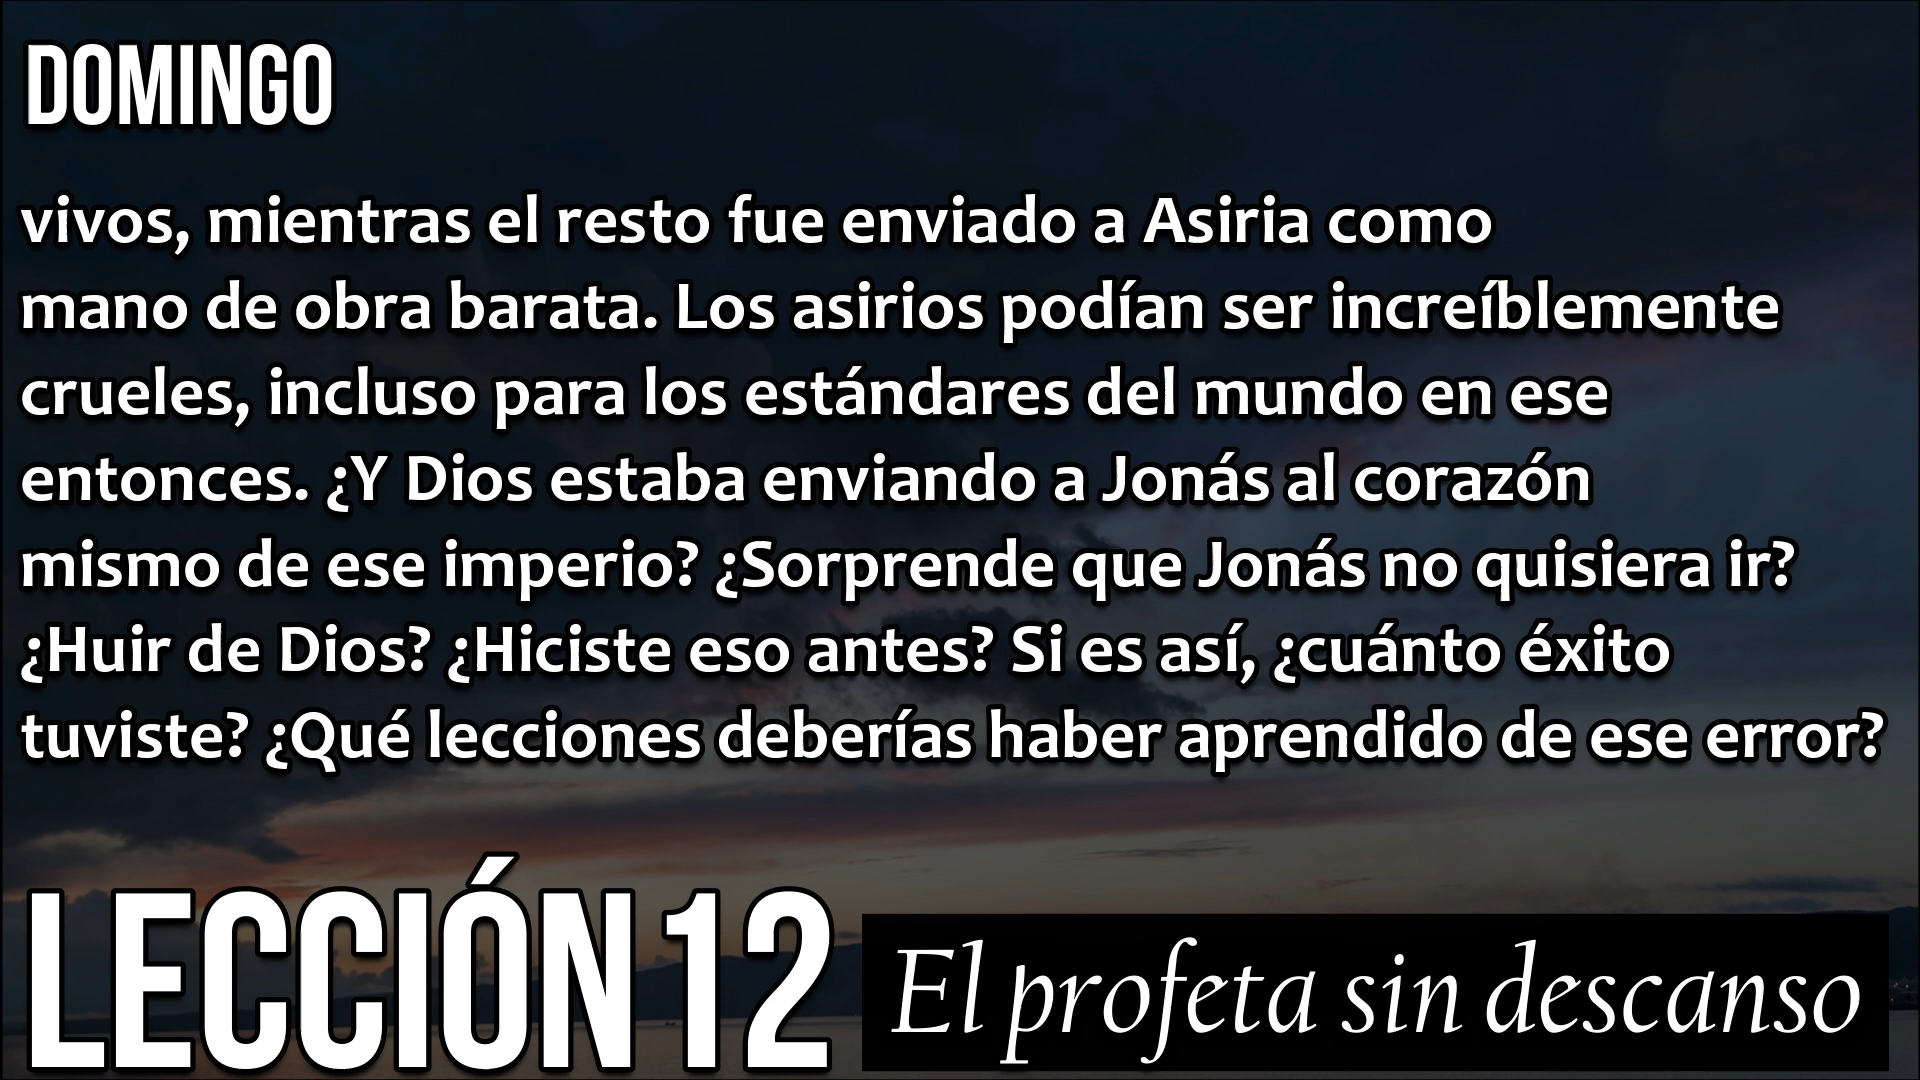 DOMINGO
vivos, mientras el resto fue enviado a Asiria como
mano de obra barata. Los asirios podían ser increíblemente
crueles, incluso para los estándares del mundo en ese
entonces. ¿Y Dios estaba enviando a Jonás al corazón
mismo de ese imperio? ¿Sorprende que Jonás no quisiera ir?
¿Huir de Dios? ¿Hiciste eso antes? Si es así, ¿cuánto éxito
tuviste? ¿Qué lecciones deberías haber aprendido de ese error?
LECCIÓN 12
El profeta sin descanso